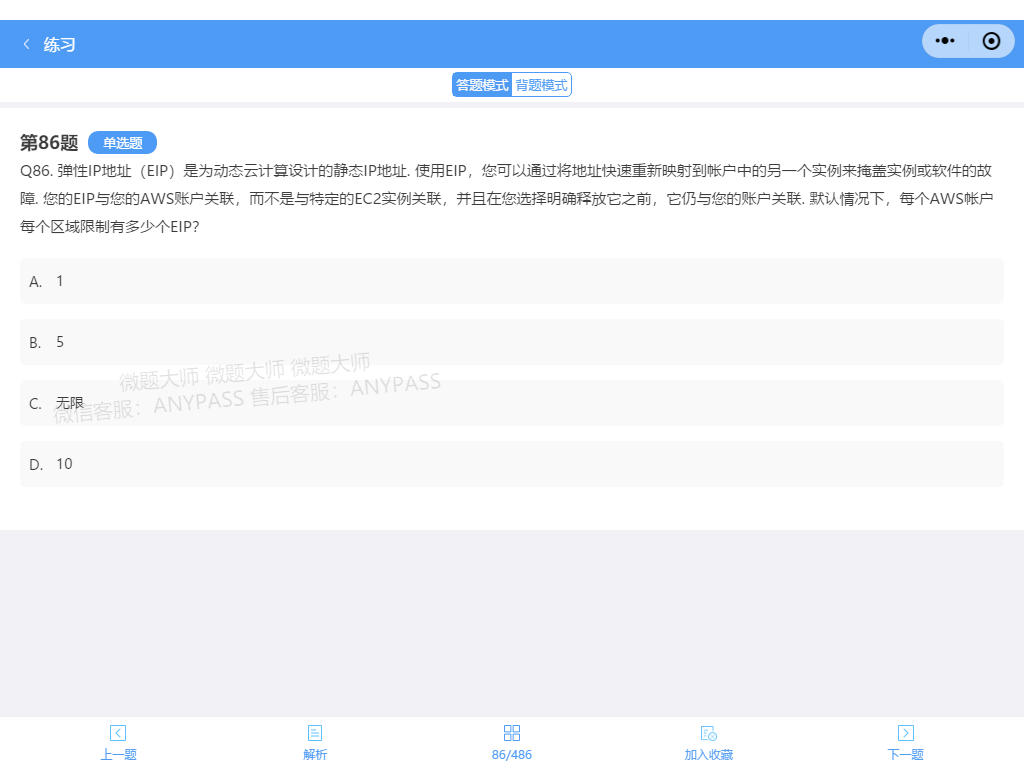 练习
答题模式 背题模式
第86题 单选题
Q86. 弹性IP地址（EIP）是为动态云计算设计的静态IP地址. 使用EIP，您可以通过将地址快速重新映射到帐户中的另一个实例来掩盖实例或软件的故
障. 您的EIP与您的AWS账户关联，而不是与特定的EC2实例关联，并且在您选择明确释放它之前，它仍与您的账户关联. 默认情况下，每个AWS帐户
每个区域限制有多少个EIP?
A. 1
B. 5
微题大师 微题大师 微题大师
微信客服：ANYPASS 售后客服：ANYPASS
C. 无限
D. 10
上一题 解析 86/486 加入收藏 下一题